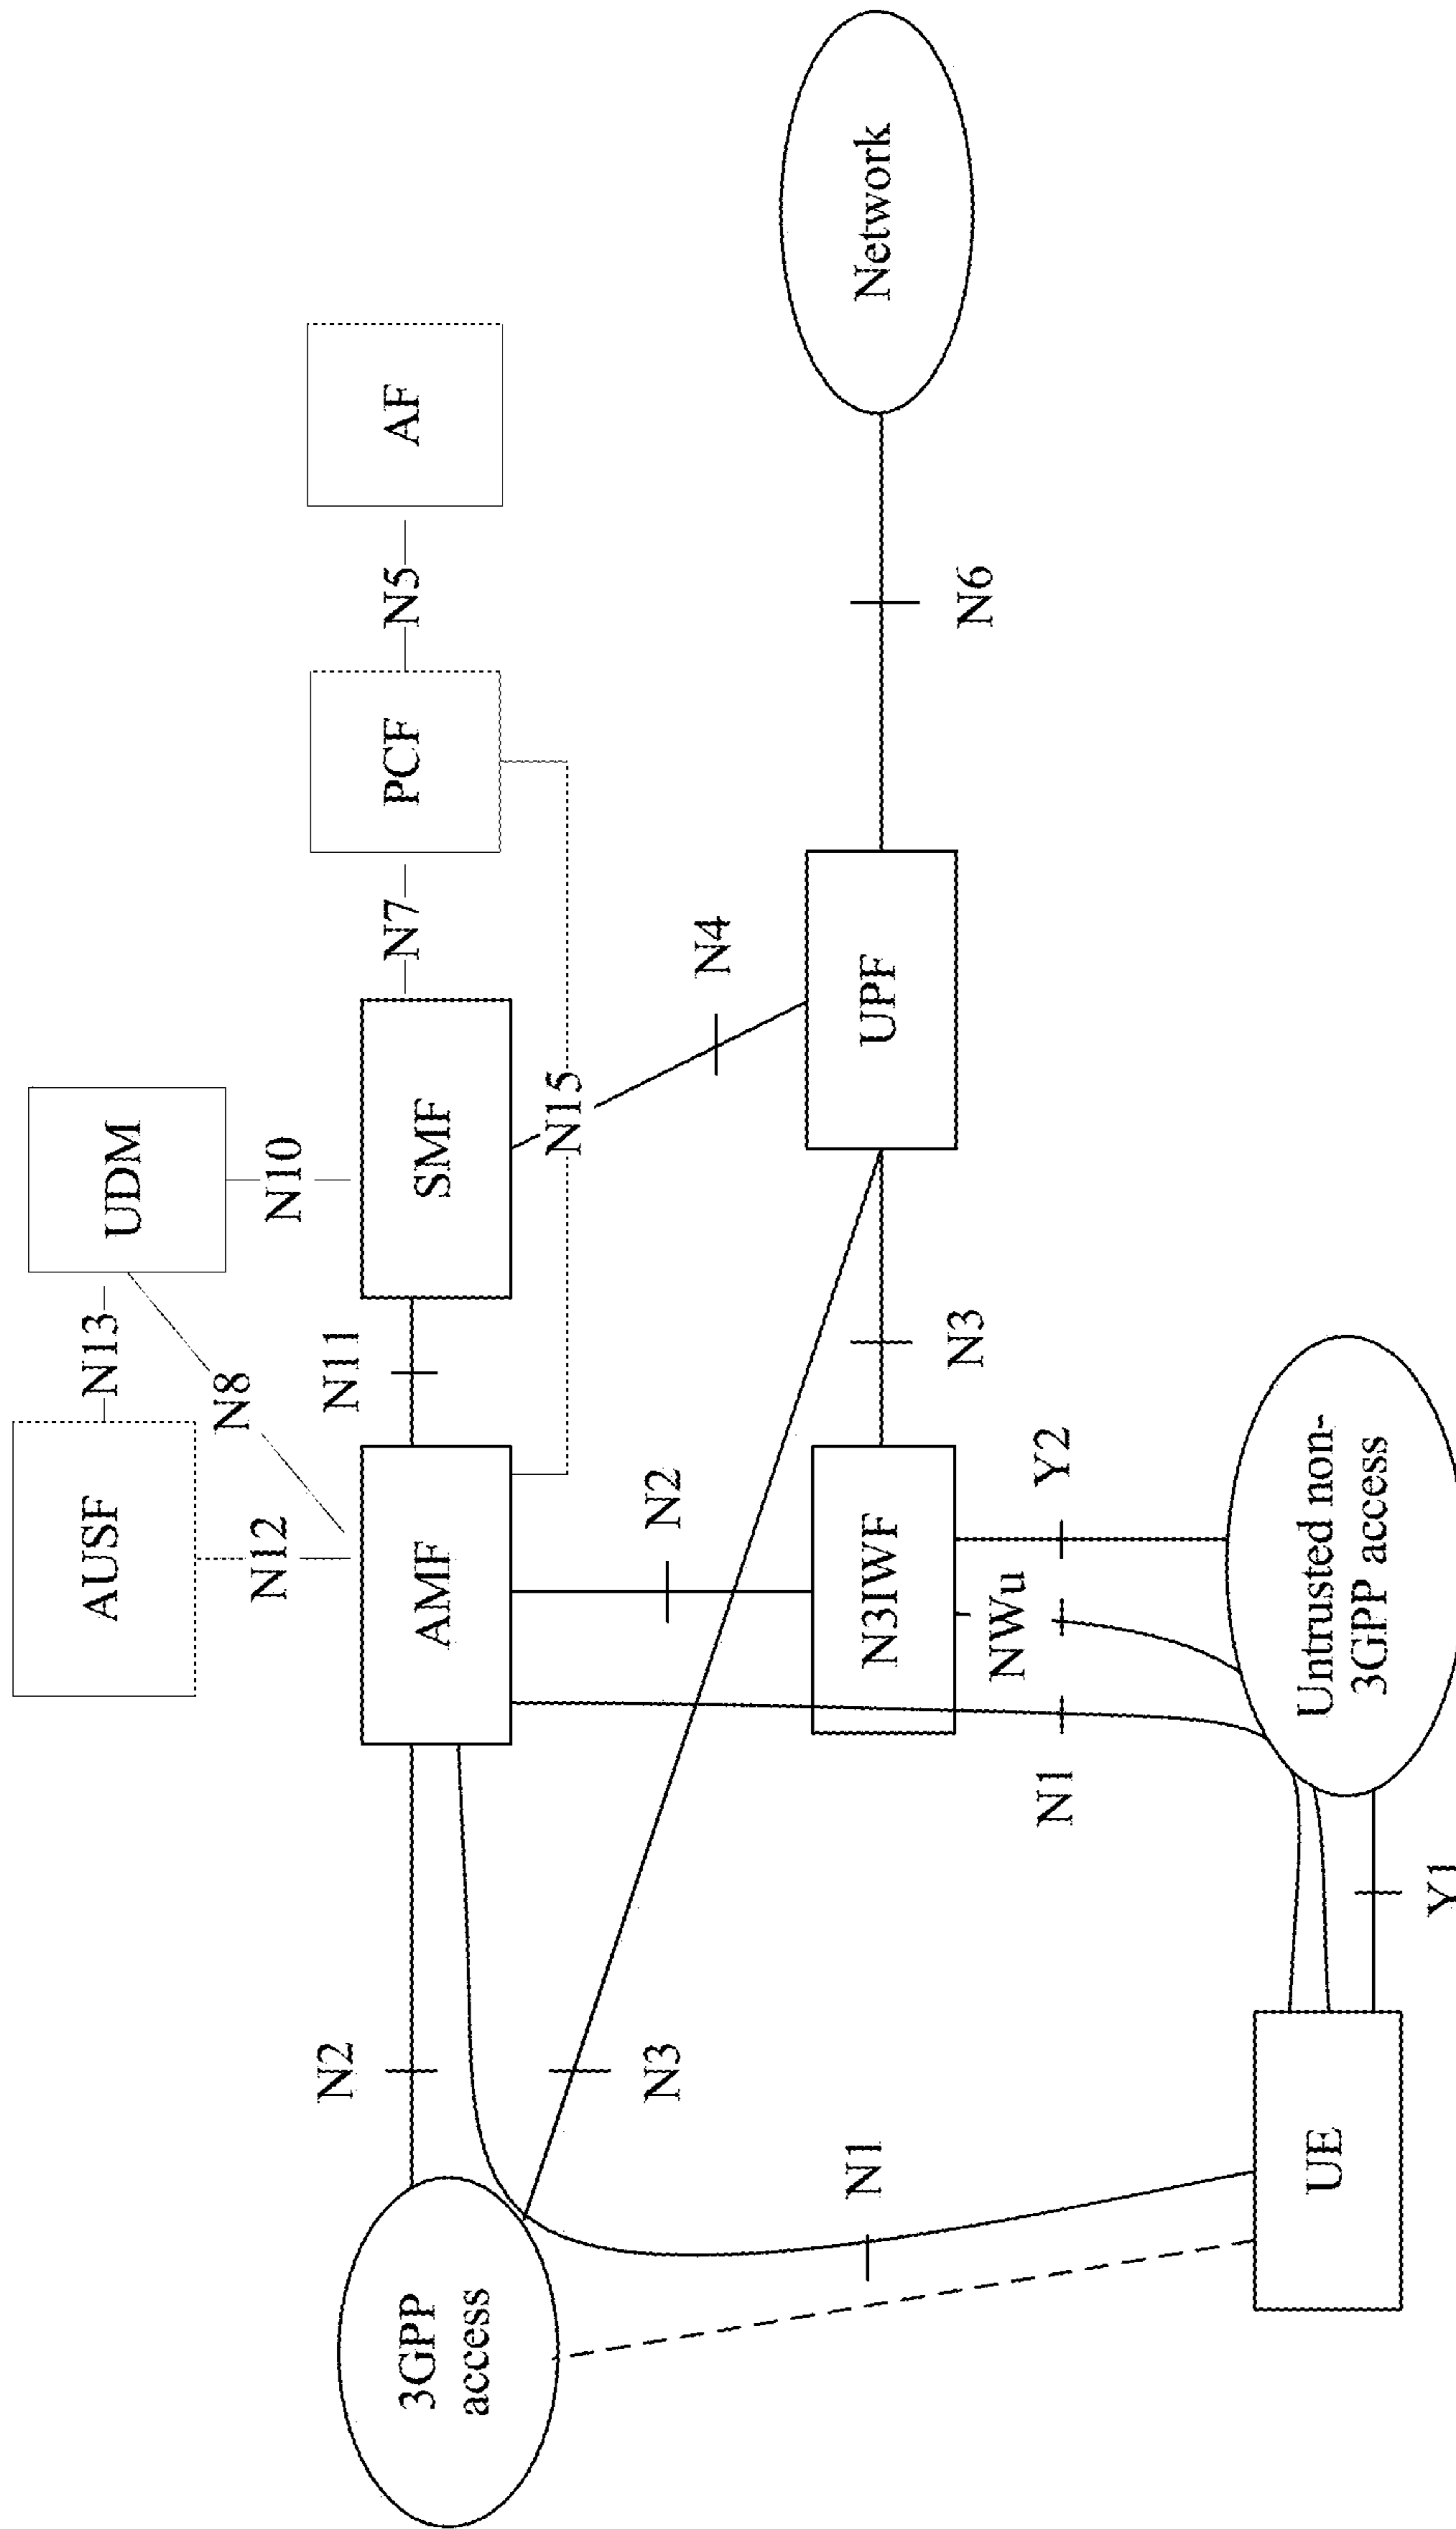 AUSF
N13
UDM
N12
N8
N10
3GPP
access
N2
AMF
N11
SMF
N7
PCF
N5
AF
N15
N3
N2
N4
N1
N3IWF
N3
UPF
N6
Network
NWu
N1
Y2
UE
Y1
Untrusted non-
3GPP access